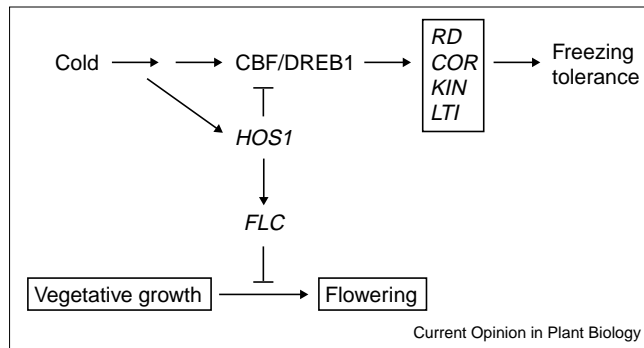 Cold
CBF/DREB1
RD
COR
KIN
LTI
Freezing
tolerance
HOS1
FLC
Vegetative growth
Flowering
Current Opinion in Plant Biology